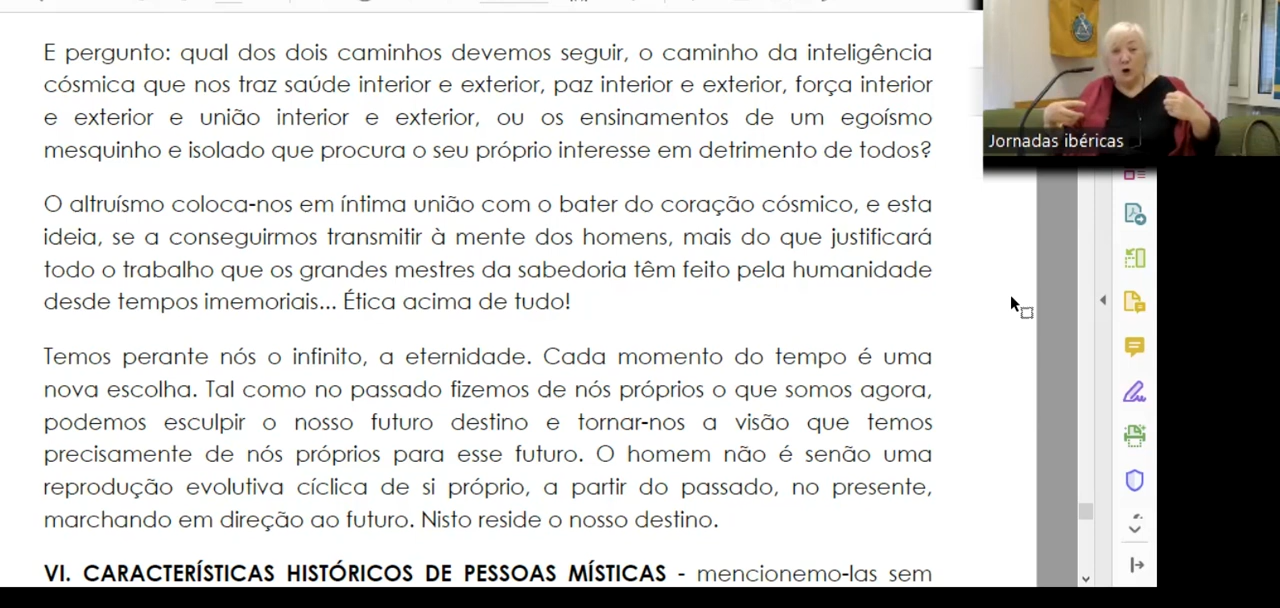 E pergunto: qual dos dois caminhos devemos seguir, o caminho da inteligência
cósmica que nos traz saúde interior e exterior, paz interior e exterior, força interior
e exterior e união interior e exterior, ou os ensinamentos de um egoísmo
mesquinho e isolado que procura o seu próprio interesse em detrimento de todos?
O altruísmo coloca-nos em íntima união com o bater do coração cósmico, e esta
ideia, se a conseguirmos transmitir à mente dos homens, mais do que justificará
todo o trabalho que os grandes mestres da sabedoria têm feito pela humanidade
desde tempos imemoriais... Ética acima de tudo!
Temos perante nós o infinito, a eternidade. Cada momento do tempo é uma
nova escolha. Tal como no passado fizemos de nós próprios o que somos agora,
podemos esculpir o nosso futuro destino e tornar-nos a visão que temos
precisamente de nós próprios para esse futuro. O homem não é senão uma
reprodução evolutiva cíclica de si próprio, a partir do passado, no presente,
marchando em direção ao futuro. Nisto reside o nosso destino.
VI. CARACTERÍSTICAS HISTÓRICOS DE PESSOAS MÍSTICAS - mencionemo-las sem
Jornadas ibéricas